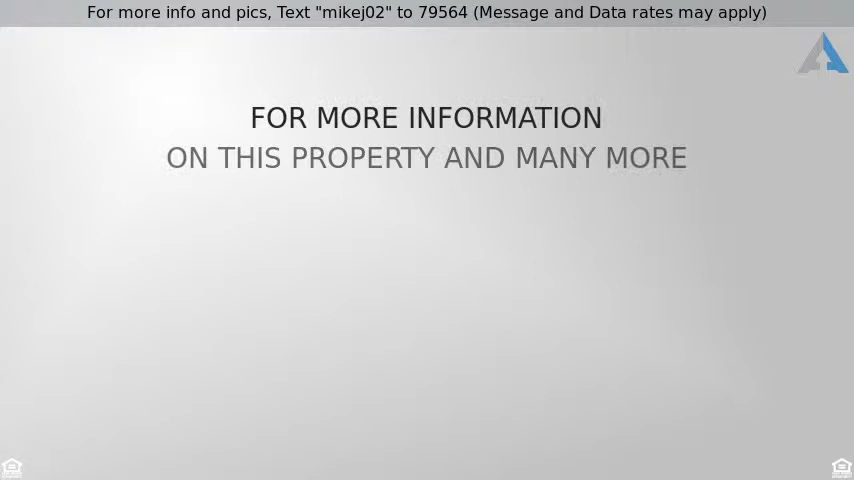 For more info and pics, Text "mikej02" to 79564 (Message and Data rates may apply)
FOR MORE INFORMATION
ON THIS PROPERTY AND MANY MORE